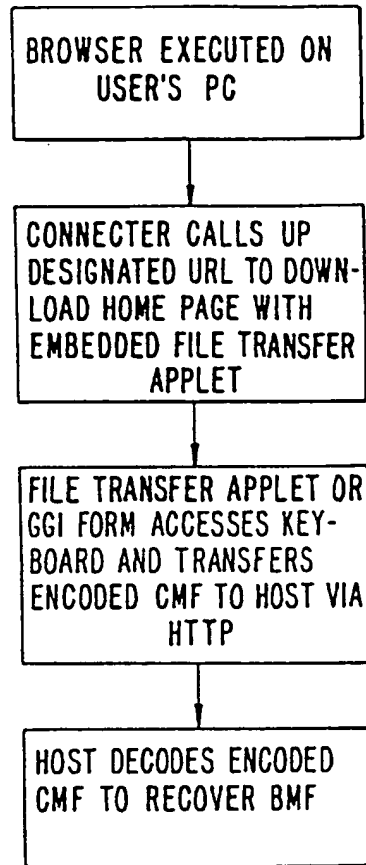 BROWSER EXECUTED ON
USER'S PC
CONNECTER CALLS UP
DESIGNATED URL TO DOWN-
LOAD HOME PAGE WITH
EMBEDDED FILE TRANSFER
APPLET
FILE TRANSFER APPLET OR
GGI FORM ACCESSES KEY-
BOARD AND TRANSFERS
ENCODED CMF TO HOST VIA
HTTP
HOST DECODES ENCODED
CMF TO RECOVER BMF